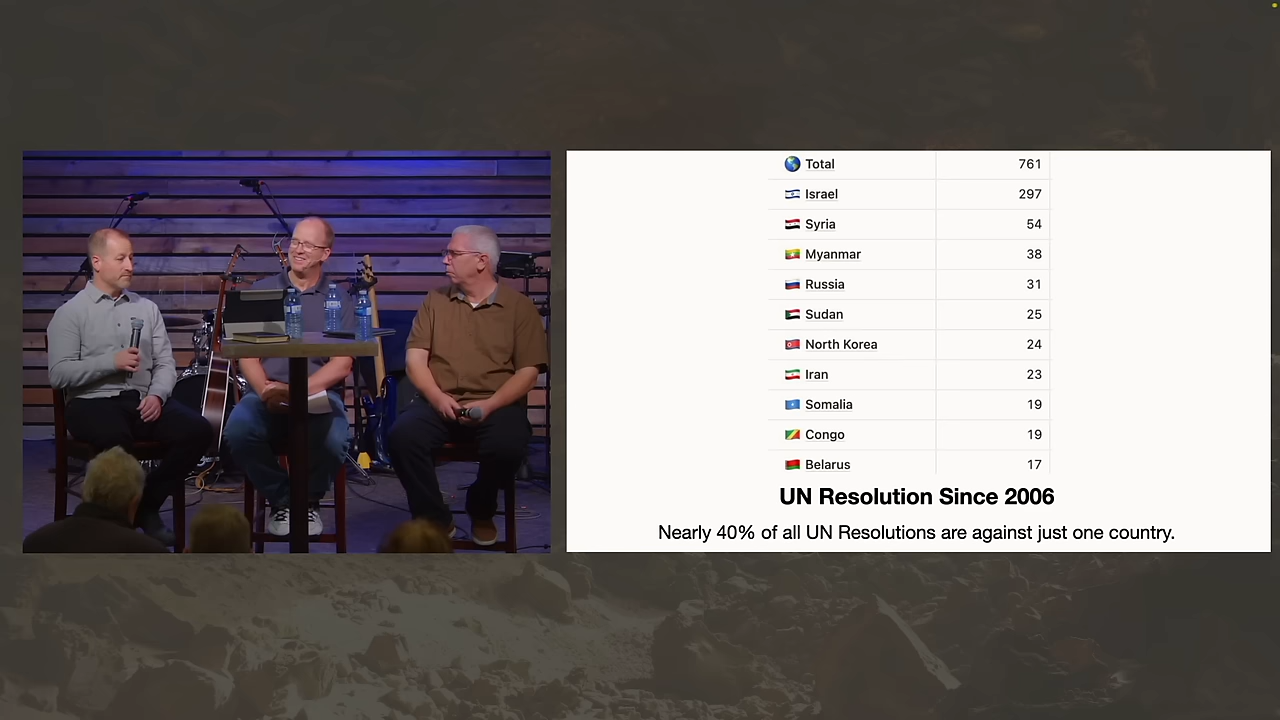 Total 761
Israel 297
Syria 54
Myanmar 38
Russia 31
Sudan 25
North Korea 24
Iran 23
Somalia 19
Congo 19
Belarus 17
UN Resolution Since 2006
Nearly 40% of all UN Resolutions are against just one country.